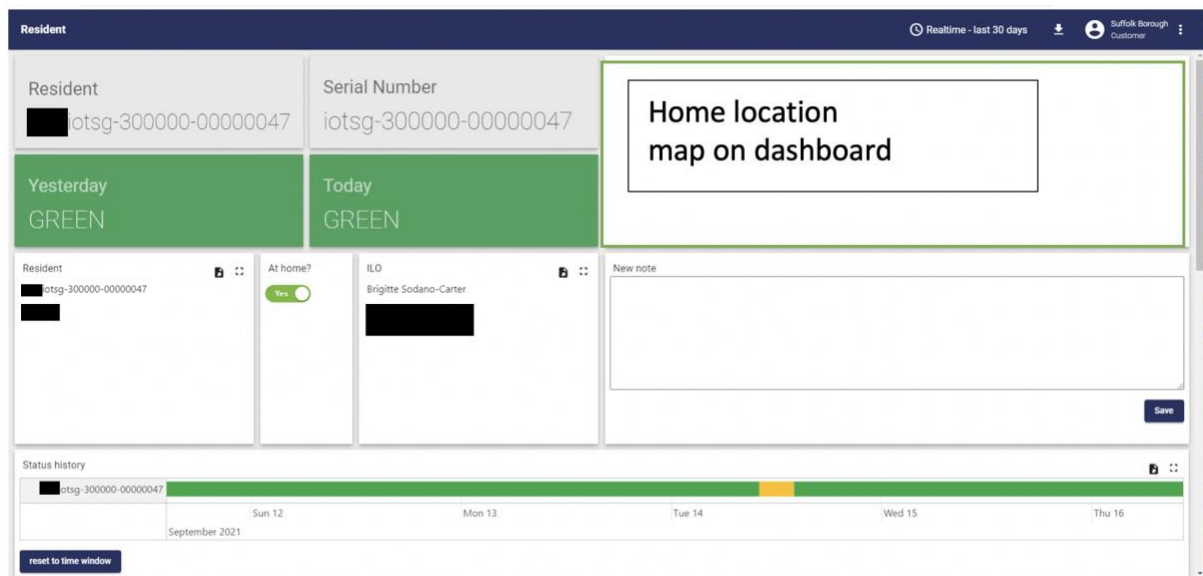 Resident
Realtime - last 30 days
Suffolk Borough
Customer
Resident
iotsg-300000-00000047
Serial Number
iotsg-300000-00000047
Home location
map on dashboard
Yesterday
GREEN
Today
GREEN
Resident
iotsg-300000-00000047
At home?
Yes
ILO
Brigitte Sodano-Carter
New note
Save
Status history
otsg-300000-00000047
Sun 12
Mon 13
Tue 14
Wed 15
Thu 16
September 2021
reset to time window